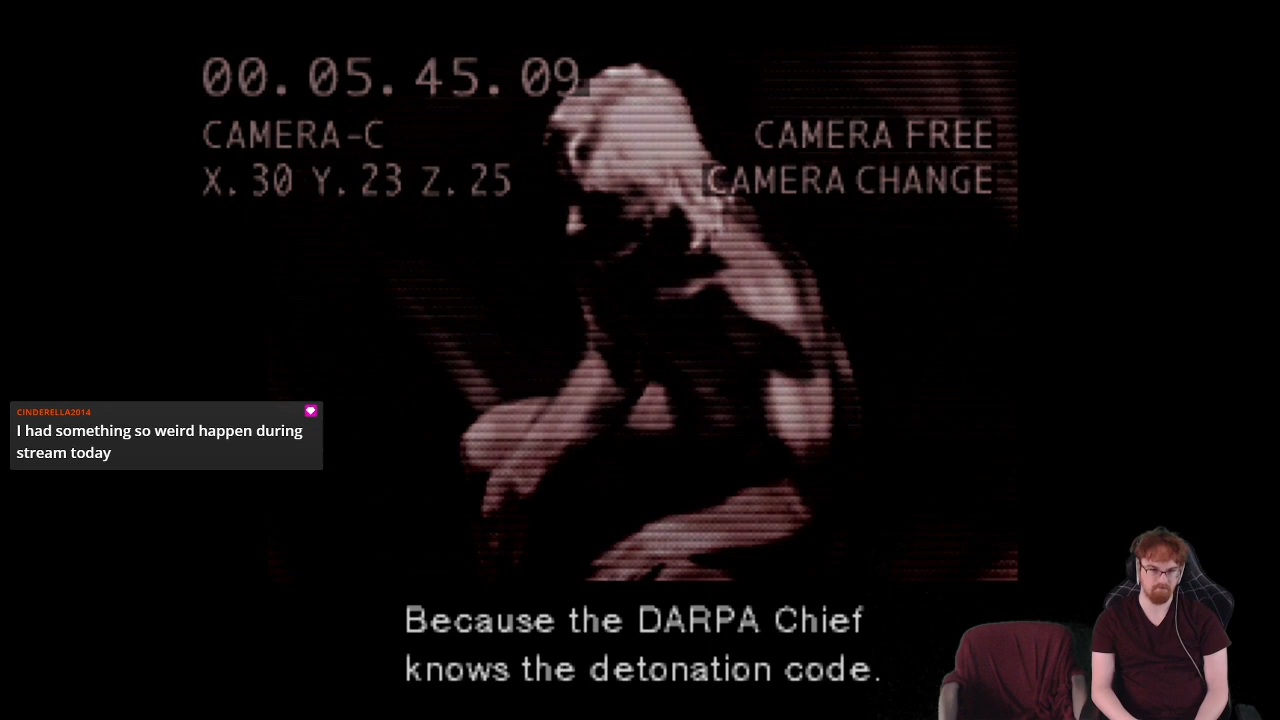 00.05.45.09
CAMERA-C
CAMERA FREE
X.30 Y.23 Z.25
CAMERA CHANGE
CINDERELLA2014
I had something so weird happen during
stream today
Because the DARPA Chief
knows the detonation code.